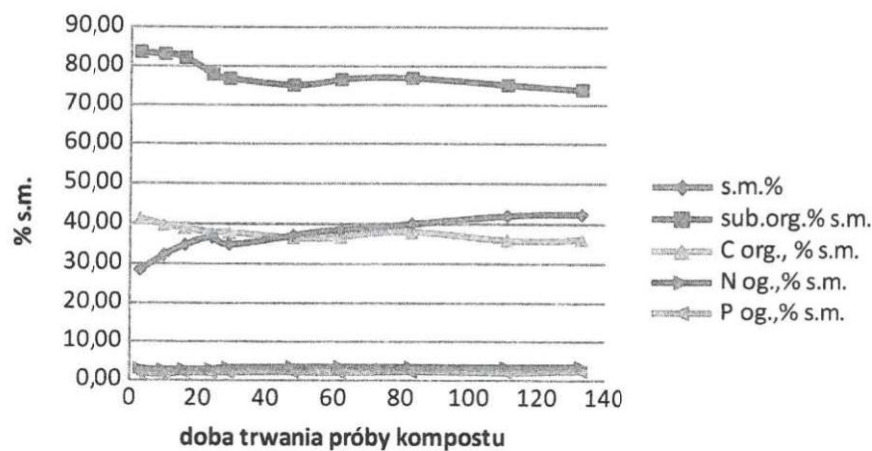 90,00
80,00
70,00
60,00
50,00
40,00
30,00
20,00
10,00
0,00
% s.m.
0 20 40 60 80 100 120 140
doba trwania próby kompostu
s.m.%
sub.org.% s.m.
C org., % s.m.
N og.,% s.m.
P og.,% s.m.